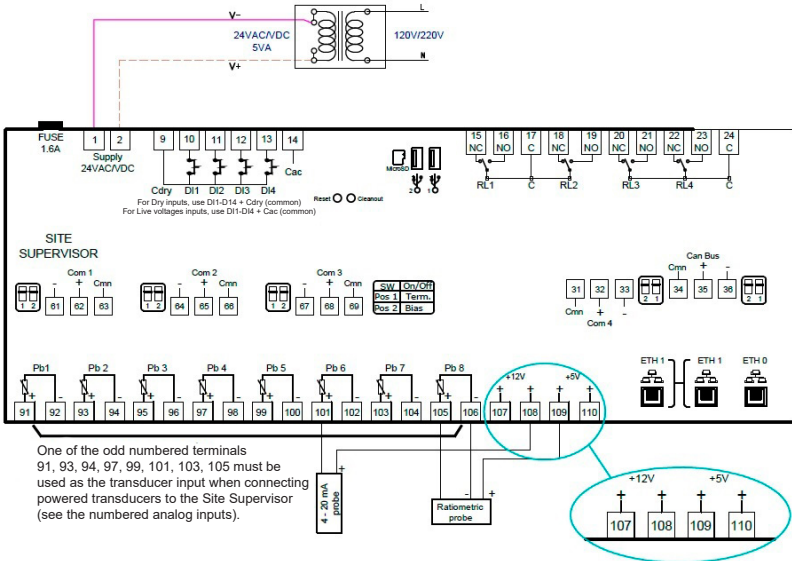 V-
L
24VAC/VDC
5VA
120V/220V
V+
N
FUSE
1.6A
1 2
Supply
24VAC/VDC
9 10 11 12 13 14
Cdry DI1 DI2 DI3 DI4 Cac
For Dry inputs, use DI1-D14 + Cdry (common)
For Live voltages inputs, use DI1-DI4 + Cac (common)
MicroSD
2 1
Reset Cleanout
15 16 17 18 19 20 21 22 23 24
NC NO C NC NO NC NO NC NO C
RL1 C RL2 RL3 RL4 C
SITE
SUPERVISOR
Com 1
- + Cmn
1 2 61 62 63
Com 2
- + Cmn
1 2 64 65 66
Com 3
- + Cmn
1 2 67 68 69
SW On/Off
Pos 1 Term.
Pos 2 Bias
31 32 33
Cmn + -
Com 4
2 1
Can Bus
Cmn + -
34 35 36
2 1
Pb1 Pb 2 Pb 3 Pb 4 Pb 5 Pb 6 Pb 7 Pb 8
+ - + - + - + - + - + - + - + -
91 92 93 94 95 96 97 98 99 100 101 102 103 104 105 106
+12V +5V
+ + + +
107 108 109 110
ETH 1 ETH 1 ETH 0
One of the odd numbered terminals
91, 93, 94, 97, 99, 101, 103, 105 must be
used as the transducer input when connecting
powered transducers to the Site Supervisor
(see the numbered analog inputs).
+
4 - 20 mA
probe
- +
Ratiometric
probe
+12V +5V
+ + + +
107 108 109 110